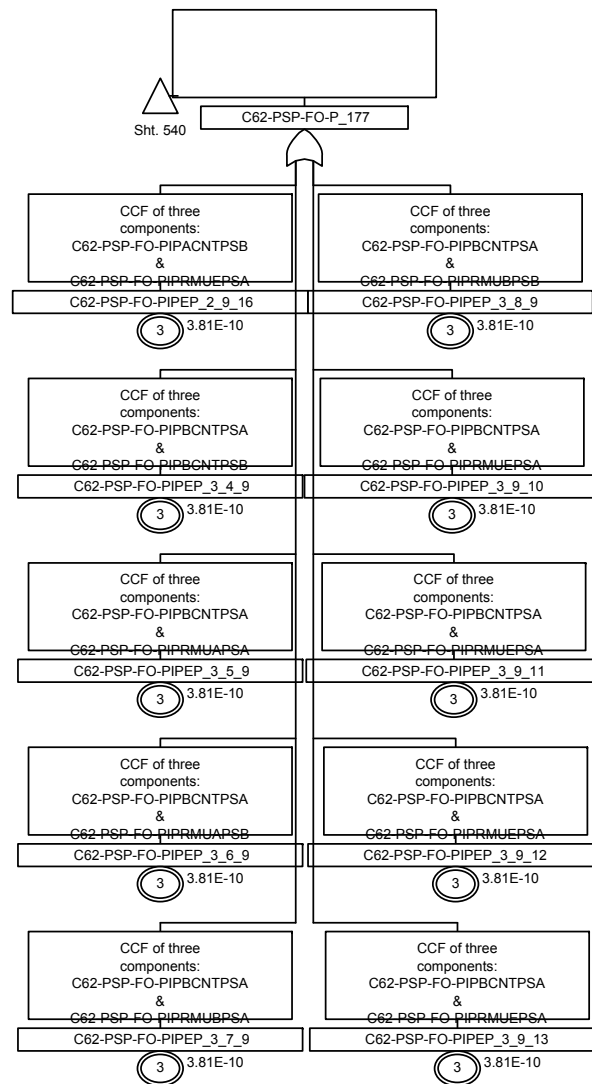 Sht. 540
C62-PSP-FO-P_177
CCF of three
components:
C62-PSP-FO-PIPACNTPSB
&
C62-PSP-FO-PIPRMUEPSA
C62-PSP-FO-PIPEP_2_9_16
3
3.81E-10
CCF of three
components:
C62-PSP-FO-PIPBCNTPSA
&
C62-PSP-FO-PIPRMUBPSB
C62-PSP-FO-PIPEP_3_8_9
3
3.81E-10
CCF of three
components:
C62-PSP-FO-PIPBCNTPSA
&
C62-PSP-FO-PIPBCNTPSB
C62-PSP-FO-PIPEP_3_4_9
3
3.81E-10
CCF of three
components:
C62-PSP-FO-PIPBCNTPSA
&
C62-PSP-FO-PIPRMUEPSA
C62-PSP-FO-PIPEP_3_9_10
3
3.81E-10
CCF of three
components:
C62-PSP-FO-PIPBCNTPSA
&
C62-PSP-FO-PIPRMUAPSA
C62-PSP-FO-PIPEP_3_5_9
3
3.81E-10
CCF of three
components:
C62-PSP-FO-PIPBCNTPSA
&
C62-PSP-FO-PIPRMUEPSA
C62-PSP-FO-PIPEP_3_9_11
3
3.81E-10
CCF of three
components:
C62-PSP-FO-PIPBCNTPSA
&
C62-PSP-FO-PIPRMUAPSB
C62-PSP-FO-PIPEP_3_6_9
3
3.81E-10
CCF of three
components:
C62-PSP-FO-PIPBCNTPSA
&
C62-PSP-FO-PIPRMUEPSA
C62-PSP-FO-PIPEP_3_9_12
3
3.81E-10
CCF of three
components:
C62-PSP-FO-PIPBCNTPSA
&
C62-PSP-FO-PIPRMUBPSA
C62-PSP-FO-PIPEP_3_7_9
3
3.81E-10
CCF of three
components:
C62-PSP-FO-PIPBCNTPSA
&
C62-PSP-FO-PIPRMUEPSA
C62-PSP-FO-PIPEP_3_9_13
3
3.81E-10